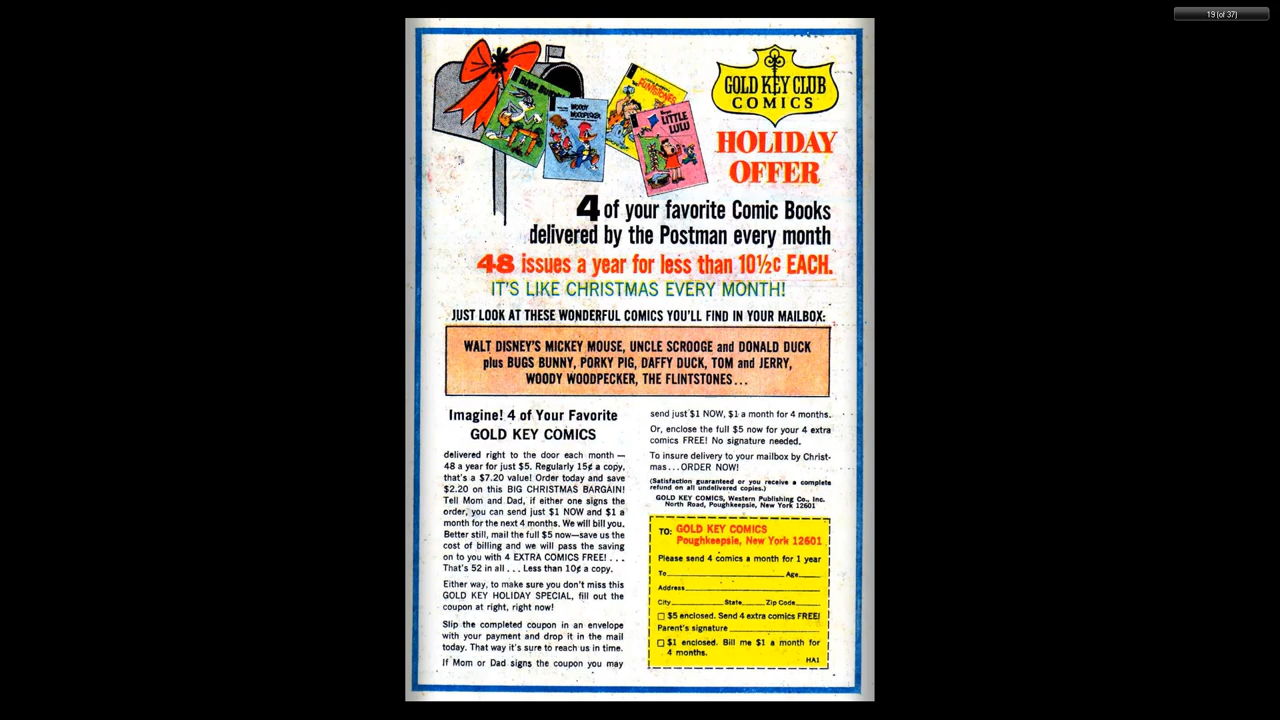 19 (of 37)
WOODY
WOODPECKER
FLINTSTONES
LITTLE
LULU
GOLD KEY CLUB
COMICS
HOLIDAY
OFFER
4 of your favorite Comic Books
delivered by the Postman every month
48 issues a year for less than 10½c EACH.
IT'S LIKE CHRISTMAS EVERY MONTH!
JUST LOOK AT THESE WONDERFUL COMICS YOU'LL FIND IN YOUR MAILBOX:
WALT DISNEY'S MICKEY MOUSE, UNCLE SCROOGE and DONALD DUCK
plus BUGS BUNNY, PORKY PIG, DAFFY DUCK, TOM and JERRY,
WOODY WOODPECKER, THE FLINTSTONES...
Imagine! 4 of Your Favorite
GOLD KEY COMICS
delivered right to the door each month —
48 a year for just $5. Regularly 15¢ a copy,
that's a $7.20 value! Order today and save
$2.20 on this BIG CHRISTMAS BARGAIN!
Tell Mom and Dad, if either one signs the
order, you can send just $1 NOW and $1 a
month for the next 4 months. We will bill you.
Better still, mail the full $5 now—save us the
cost of billing and we will pass the saving
on to you with 4 EXTRA COMICS FREE! . . .
That's 52 in all . . . Less than 10¢ a copy.
Either way, to make sure you don't miss this
GOLD KEY HOLIDAY SPECIAL, fill out the
coupon at right, right now!
Slip the completed coupon in an envelope
with your payment and drop it in the mail
today. That way it's sure to reach us in time.
If Mom or Dad signs the coupon you may
send just $1 NOW, $1 a month for 4 months.
Or, enclose the full $5 now for your 4 extra
comics FREE! No signature needed.
To insure delivery to your mailbox by Christ-
mas...ORDER NOW!
(Satisfaction guaranteed or you receive a complete
refund on all undelivered copies.)
GOLD KEY COMICS, Western Publishing Co., Inc.
North Road, Poughkeepsie, New York 12601
TO: GOLD KEY COMICS
Poughkeepsie, New York 12601
Please send 4 comics a month for 1 year
To Age
Address
City State Zip Code
$5 enclosed. Send 4 extra comics FREE!
Parent's signature
$1 enclosed. Bill me $1 a month for
4 months.
HA1